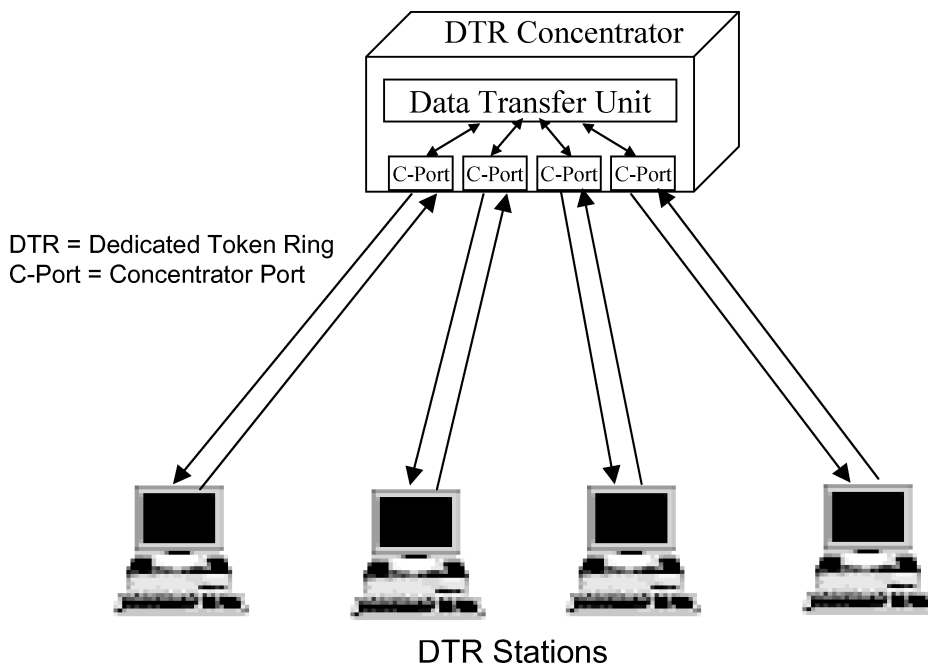 DTR Concentrator
Data Transfer Unit
C-Port C-Port C-Port C-Port
DTR = Dedicated Token Ring
C-Port = Concentrator Port
DTR Stations